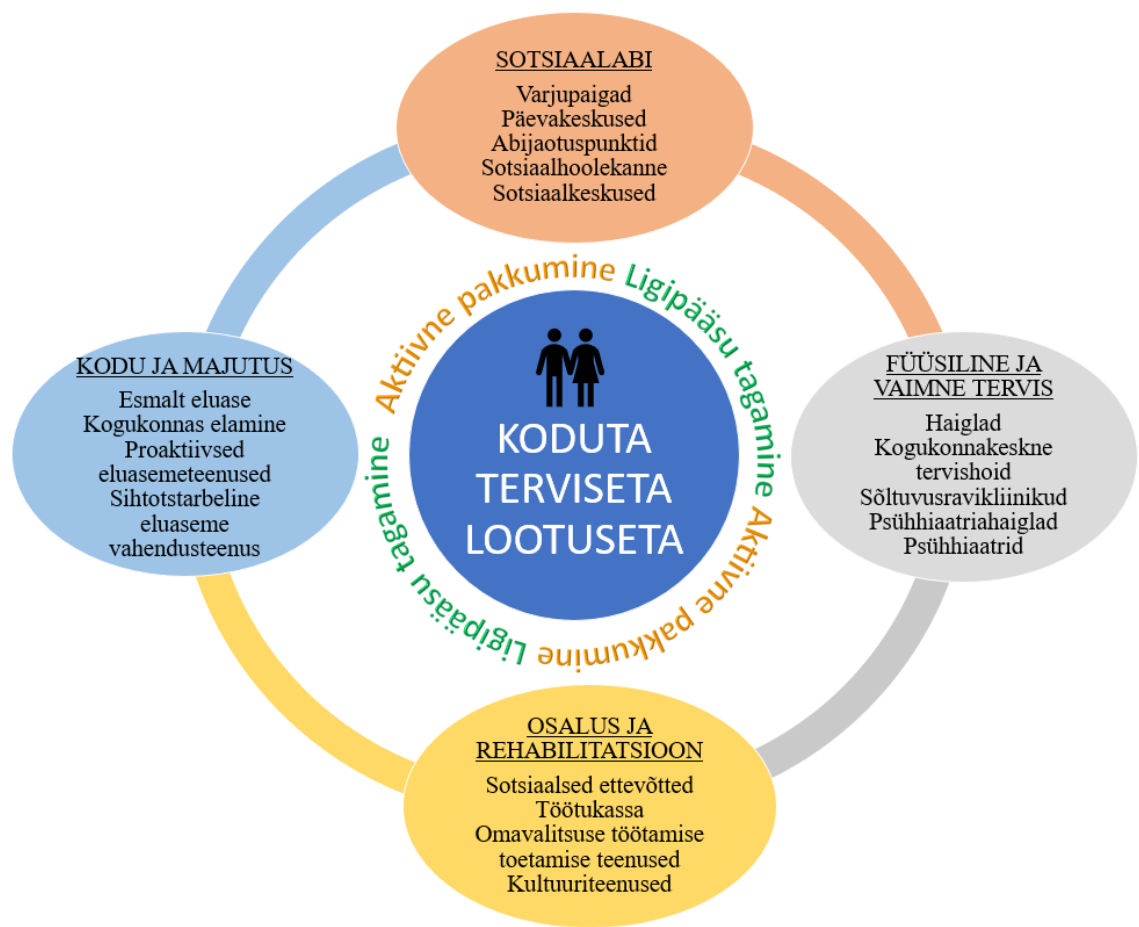 SOTSIAALABI
Varjupaigad
Päevakeskused
Abijaotuspunktid
Sotsiaalhoolekanne
Sotsiaalkeskused
Aktiivne pakkumine
Ligipääsu tagamine
Aktiivne pakkumine
Ligipääsu tagamine
KODUTA
TERVISETA
LOOTUSETA
KODU JA MAJUTUS
Esmalt eluase
Kogukonnas elamine
Proaktiivsed
eluasemeteenused
Sihtotstarbeline
eluaseme
vahendusteenus
FÜÜSILINE JA
VAIMNE TERVIS
Haiglad
Kogukonnakeskne
tervishoid
Sõltuvusravikliinikud
Psühhiaatriahaiglad
Psühhiaatrid
OSALUS JA
REHABILITATSIOON
Sotsiaalsed ettevõtted
Töötukassa
Omavalitsuse töötamise
toetamise teenused
Kultuuriteenused